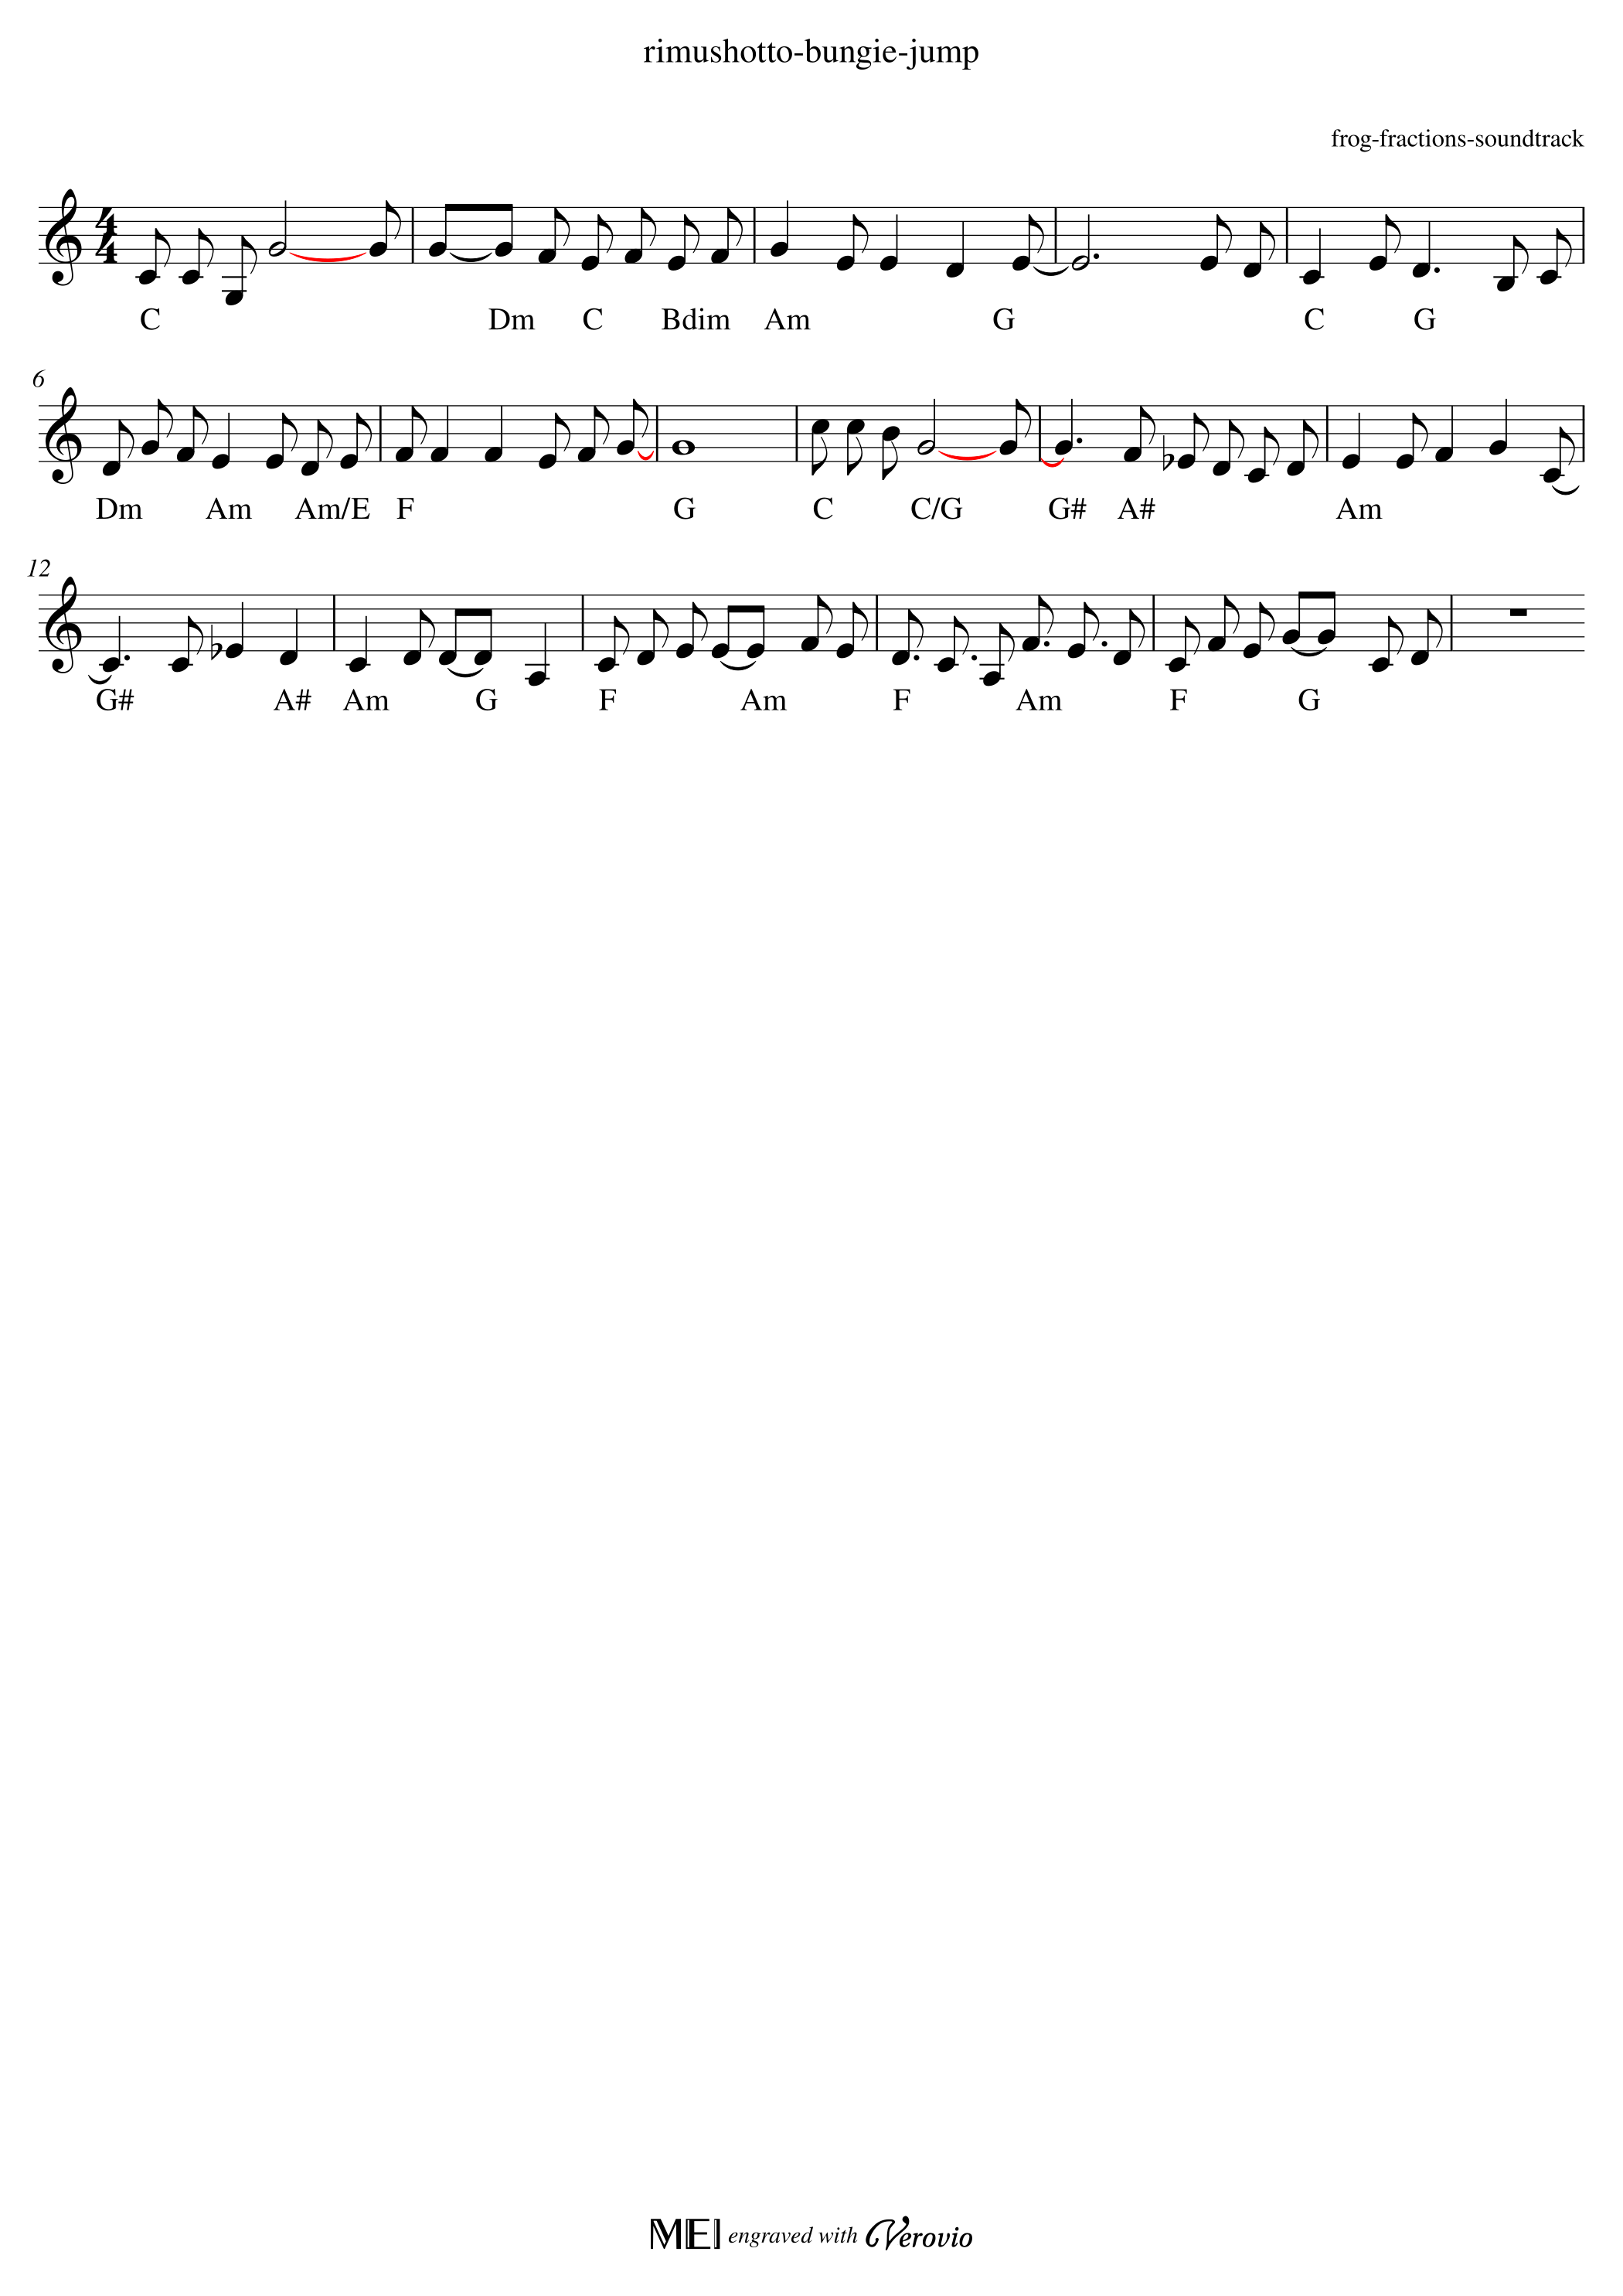 rimushotto-bungie-jump
frog-fractions-soundtrack
4
4
C Dm C Bdim Am G C G
6
Dm Am Am/E F G C C/G G# A# Am
12
G# A# Am G F Am F Am F G
MEI engraved with Verovio